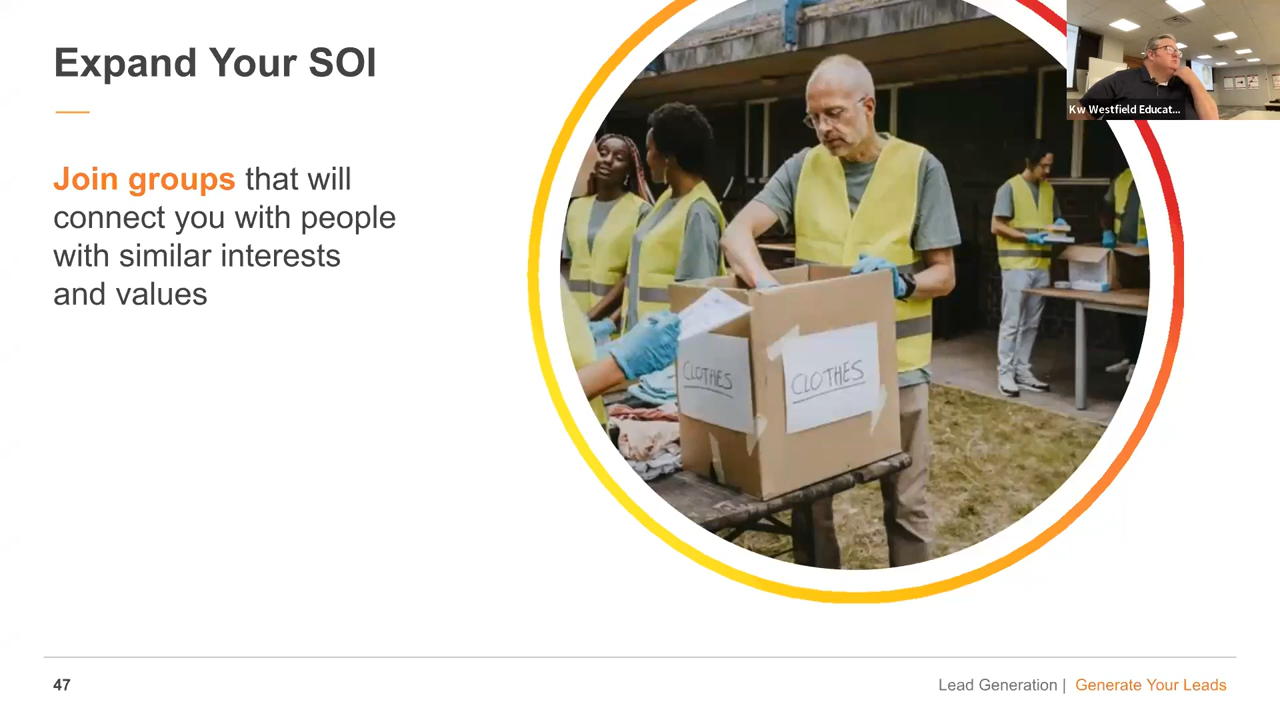 Expand Your SOI
Join groups that will
connect you with people
with similar interests
and values
CLOTHES
CLOTHES
Kw Westfield Educat...
47
Lead Generation | Generate Your Leads